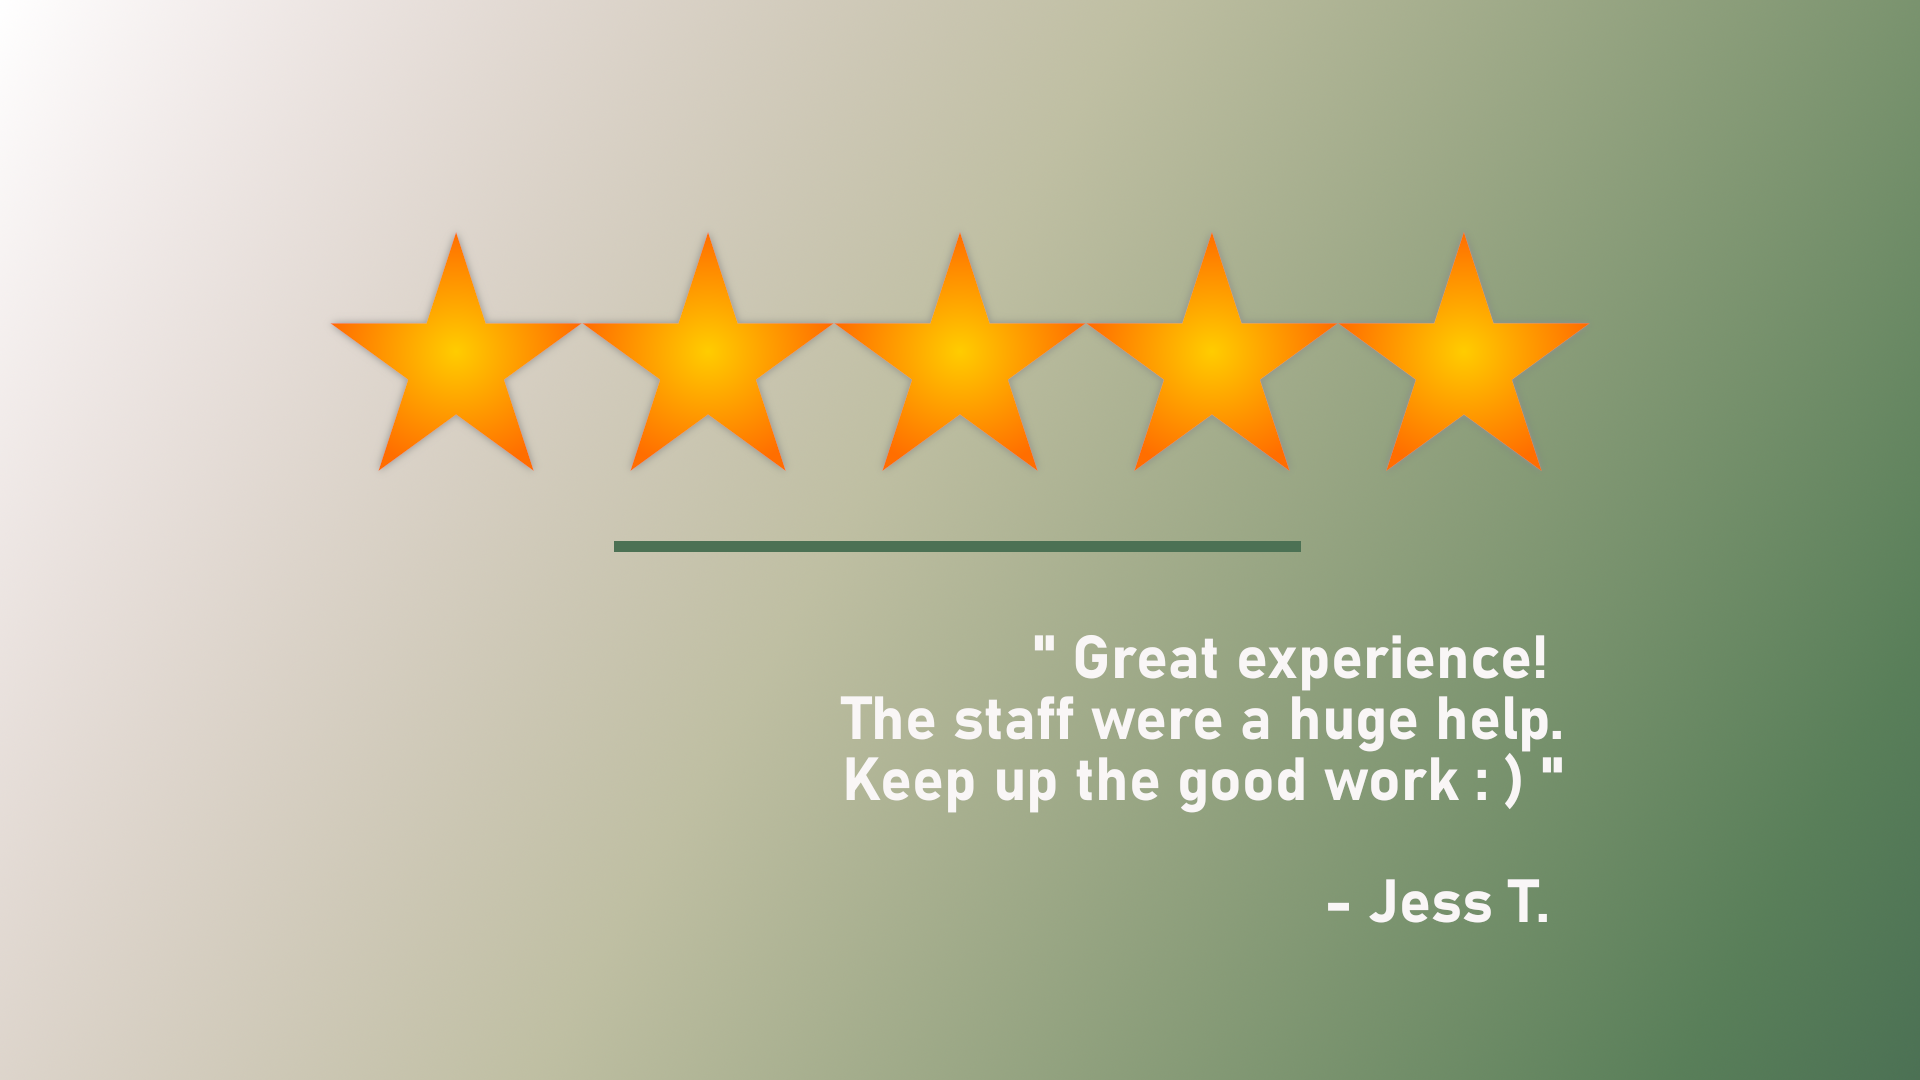 " Great experience!
The staff were a huge help.
Keep up the good work : ) "
- Jess T.